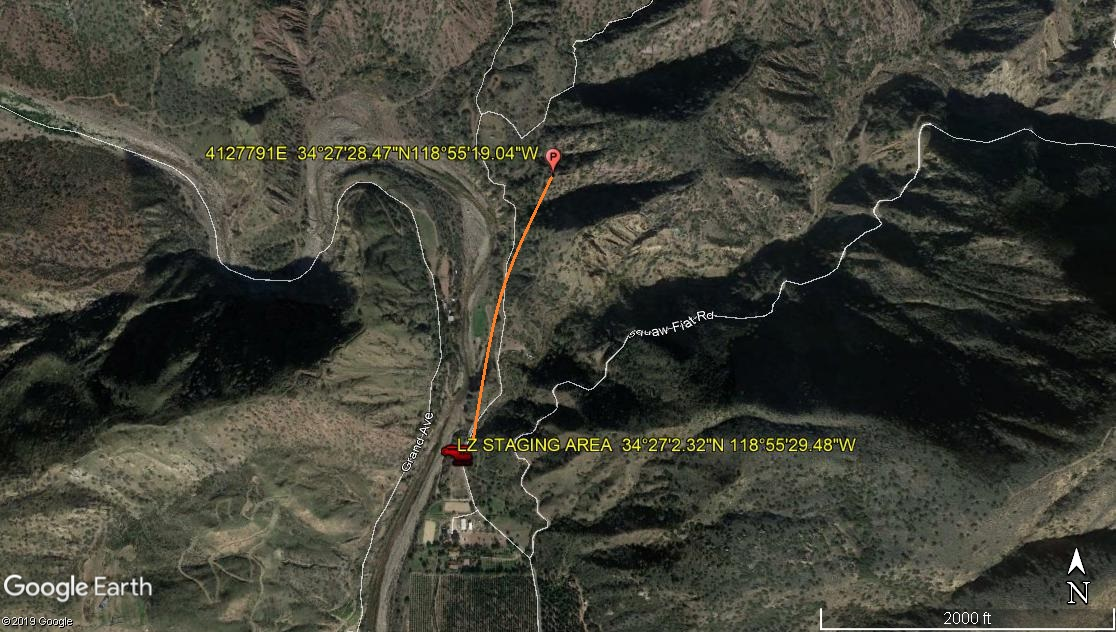 4127791E 34°27'28.47"N118°55'19.04"W
P
Squaw-Flat-Rd
Grand-Ave
LZ STAGING AREA 34°27'2.32"N 118°55'29.48"W
Google Earth
N
©2019 Google
2000 ft